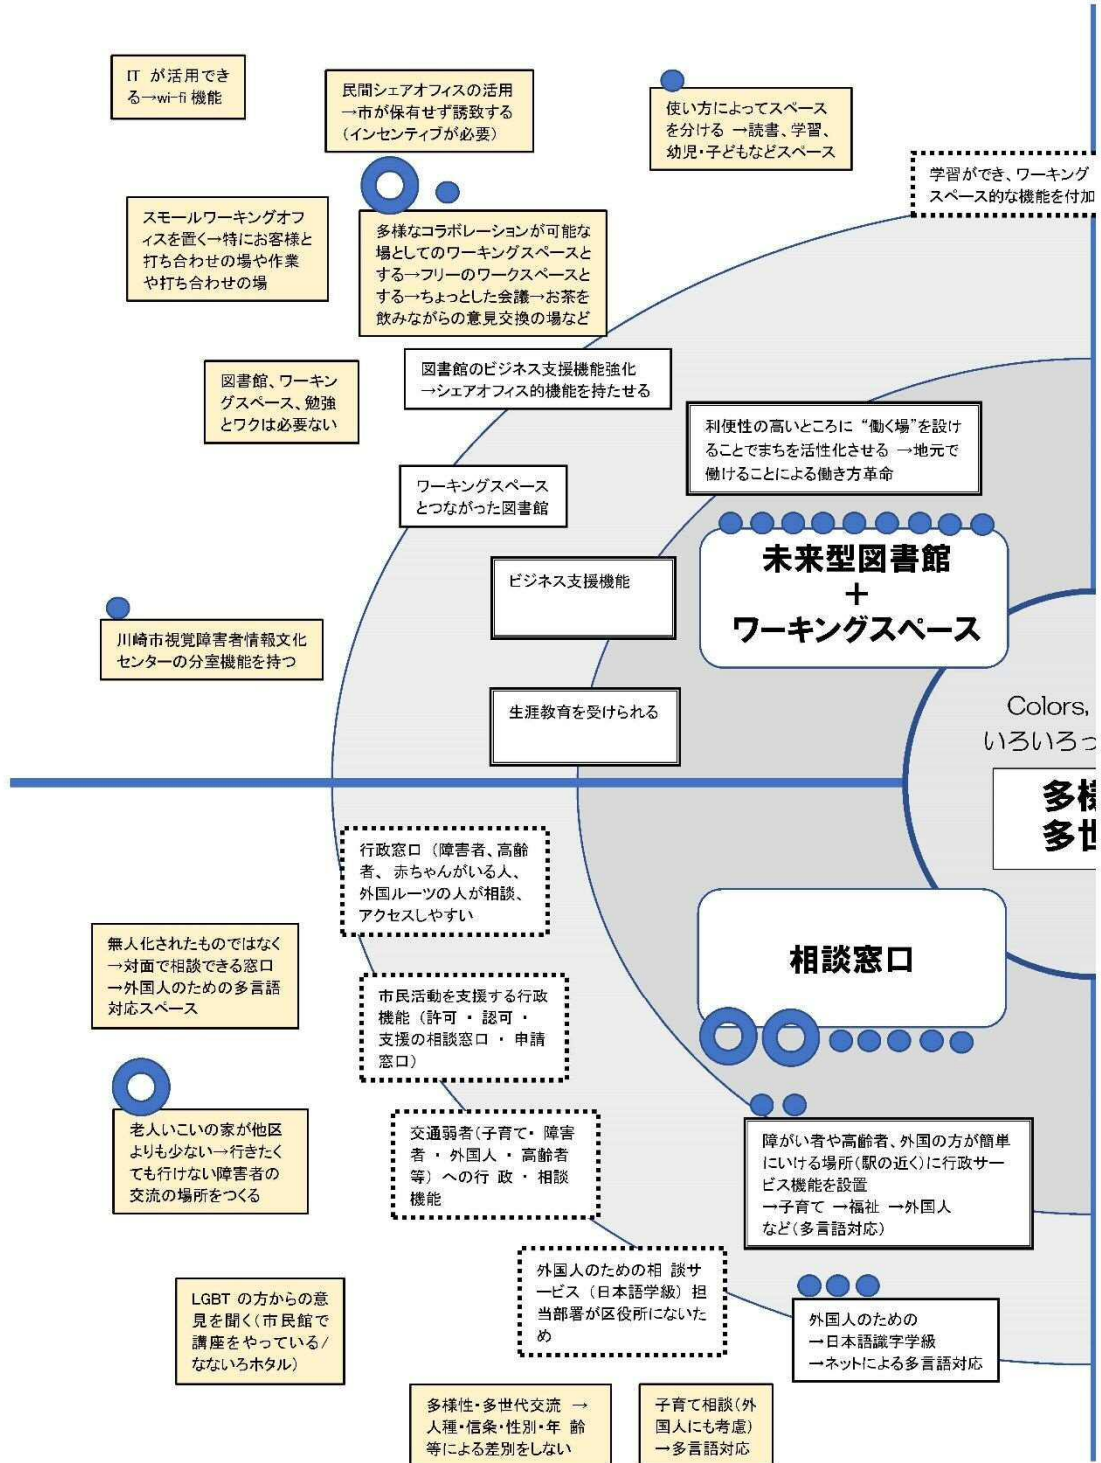 IT が活用でき
る→wi-fi 機能
民間シェアオフィスの活用
→市が保有せず誘致する
(インセンティブが必要)
使い方によってスペース
を分ける →読書、学習、
幼児・子どもなどスペース
学習ができ、ワーキング
スペース的な機能を付加
スモールワーキングオフ
ィスを置く→特にお客様と
打ち合わせの場や作業
や打ち合わせの場
多様なコラボレーションが可能な
場としてのワーキングスペースと
する→フリーのワークスペースと
する→ちょっとした会議→お茶を
飲みながらの意見交換の場など
図書館のビジネス支援機能強化
→シェアオフィス的機能を持たせる
図書館、ワーキン
グスペース、勉強
とワクは必要ない
利便性の高いところに “働く場”を設け
ることでまちを活性化させる →地元で
働けることによる働き方革命
ワーキングスペース
とつながった図書館
未来型図書館
＋
ワーキングスペース
ビジネス支援機能
川崎市視覚障害者情報文化
センターの分室機能を持つ
生涯教育を受けられる
Colors,
いろいろっ
多様
多世
行政窓口 (障害者、高齢
者、 赤ちゃんがいる人、
外国ルーツの人が相談、
アクセスしやすい
相談窓口
無人化されたものではなく
→対面で相談できる窓口
→外国人のための多言語
対応スペース
市民活動を支援する行政
機能 (許可 ・ 認可 ・
支援の相談窓口 ・ 申請
窓口)
老人いこいの家が他区
よりも少ない→行きたく
ても行けない障害者の
交流の場所をつくる
交通弱者(子育て・ 障害
者 ・ 外国人 ・ 高齢者
等) への行 政 ・ 相談
機能
障がい者や高齢者、外国の方が簡単
にいける場所(駅の近く)に行政サー
ビス機能を設置
→子育て →福祉 →外国人
など(多言語対応)
外国人のための相 談サ
ービス (日本語学級) 担
当部署が区役所にないた
め
LGBT の方からの意
見を聞く(市民館で
講座をやっている/
なないろホタル)
外国人のための
→日本語識字学級
→ネットによる多言語対応
多様性・多世代交流 →
人種・信条・性別・年 齢
等による差別をしない
子育て相談(外
国人にも考慮)
→多言語対応